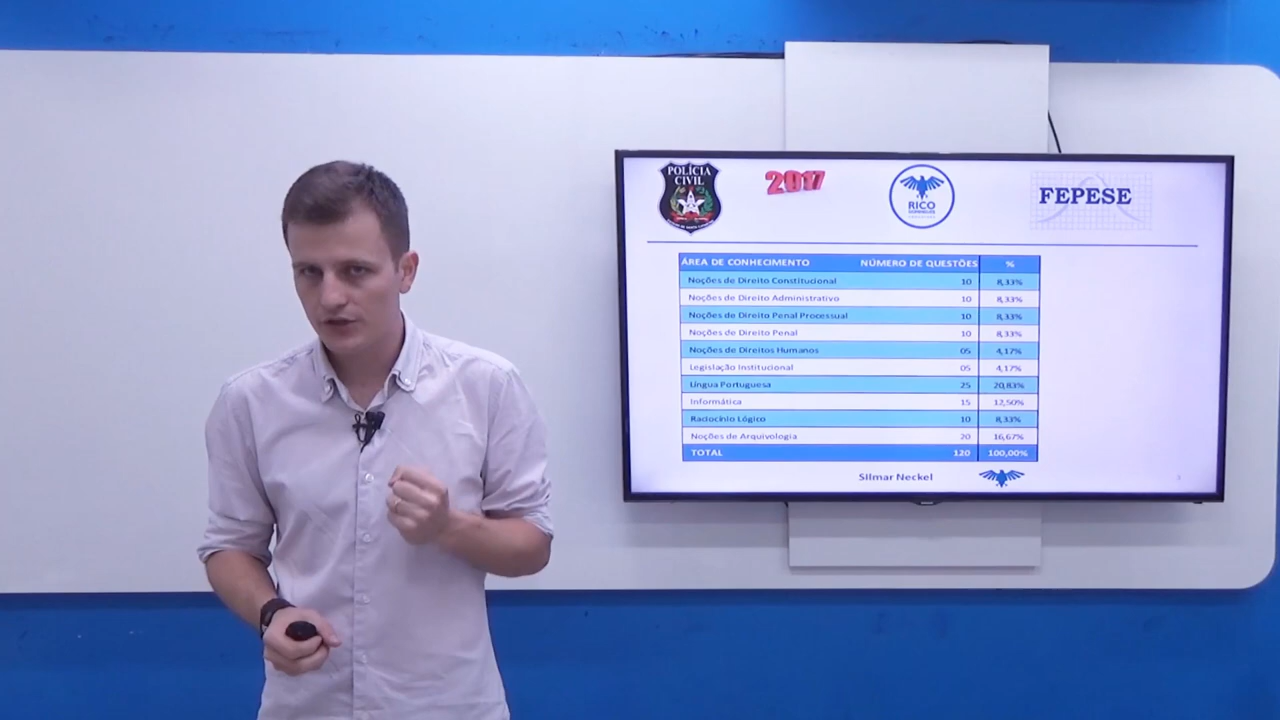 POLÍCIA
CIVIL
2017
RICO
FEPESE
ÁREA DE CONHECIMENTO NÚMERO DE QUESTÕES %
Noções de Direito Constitucional 10 8,33%
Noções de Direito Administrativo 10 8,33%
Noções de Direito Penal Processual 10 8,33%
Noções de Direito Penal 10 8,33%
Noções de Direitos Humanos 05 4,17%
Legislação Institucional 05 4,17%
Língua Portuguesa 25 20,83%
Informática 15 12,50%
Raciocínio Lógico 10 8,33%
Noções de Arquivologia 20 16,67%
TOTAL 120 100,00%
Silmar Neckel